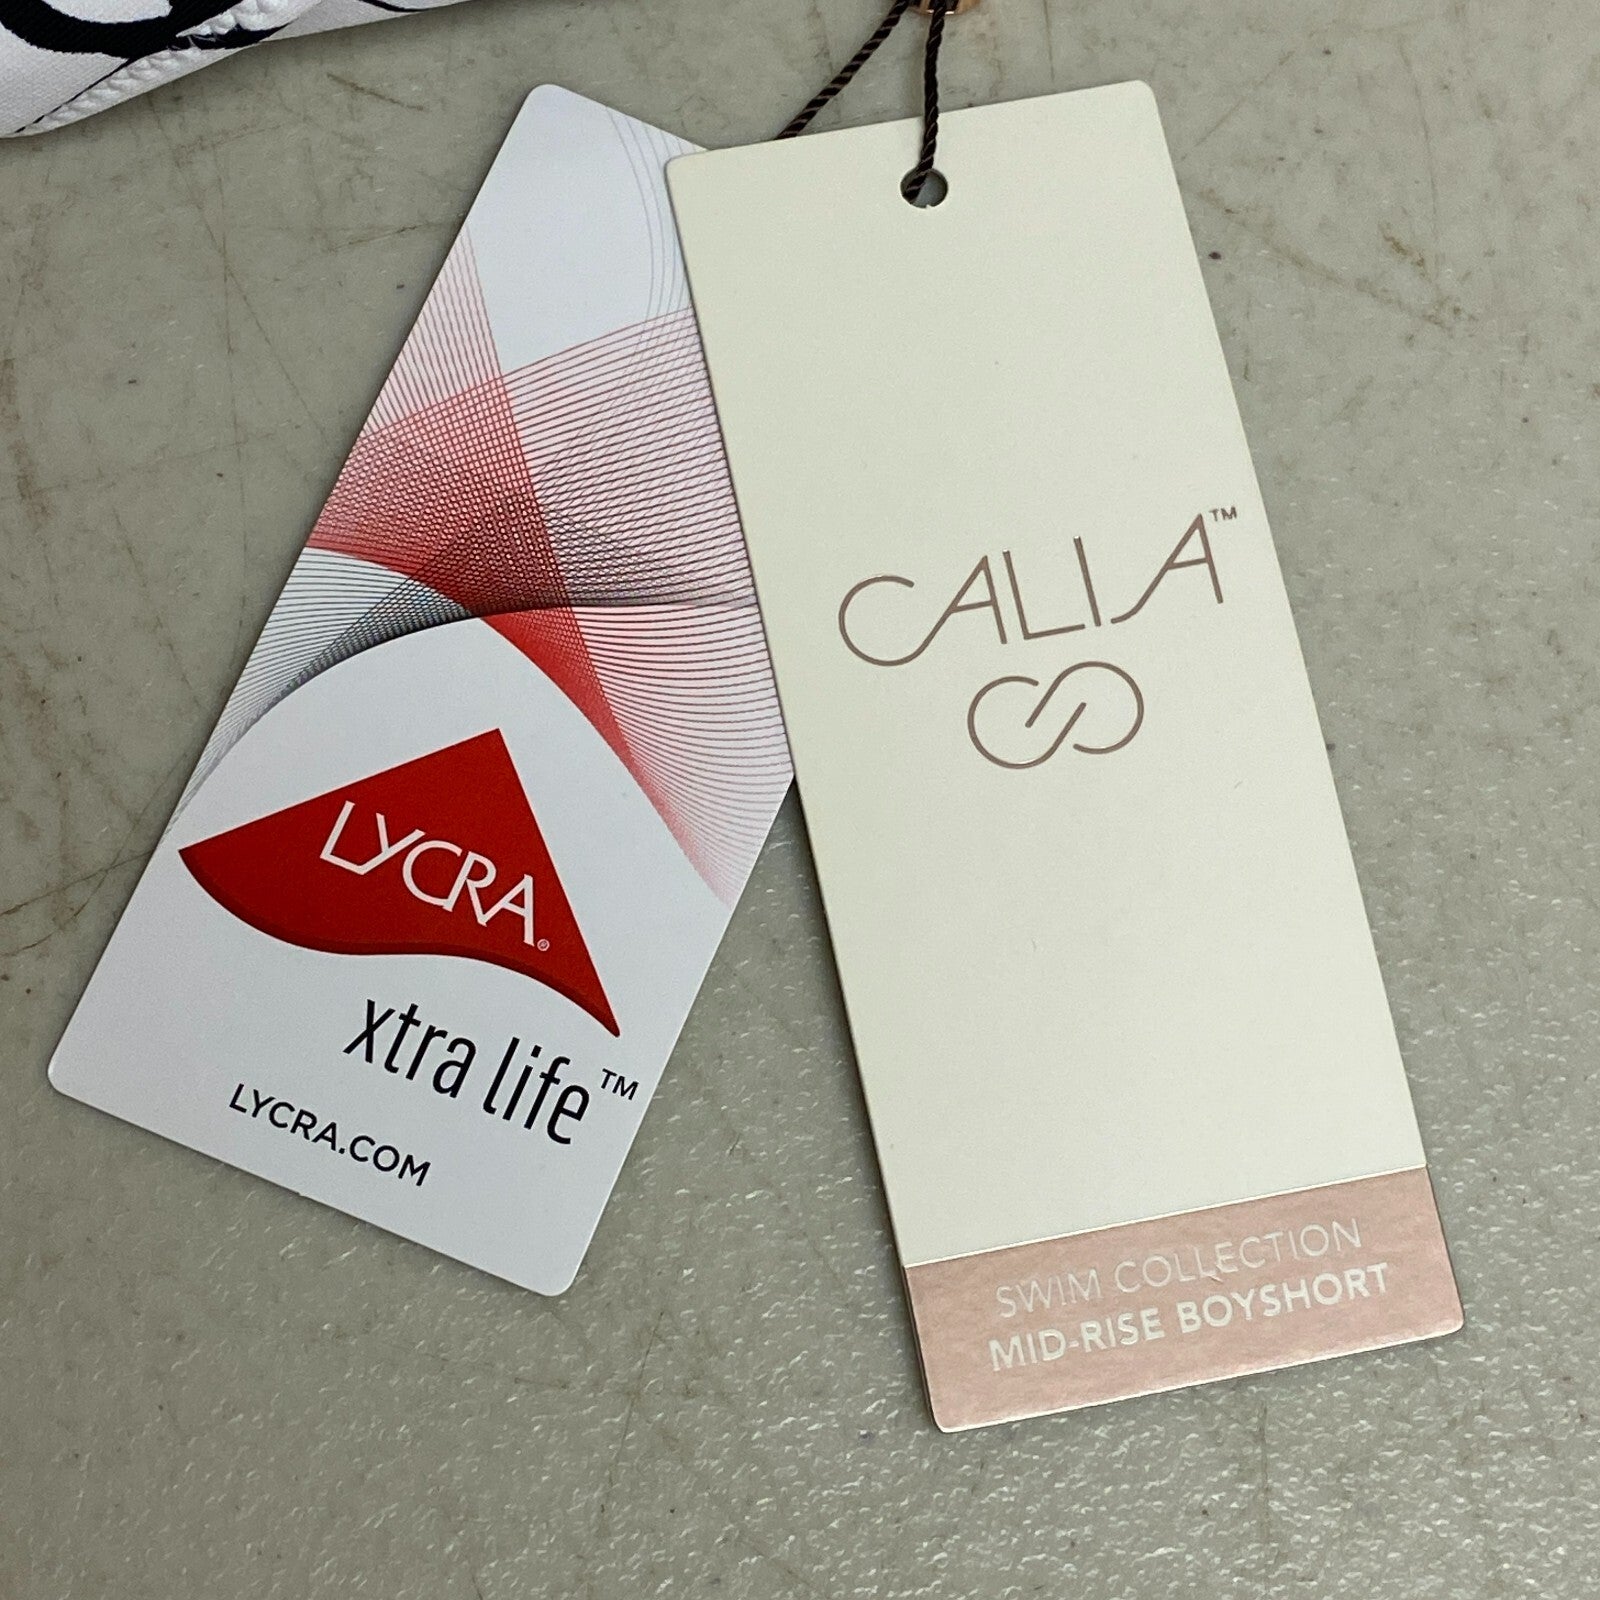 LYCRA®
xtra life™
LYCRA.COM
CALIA™
SWIM COLLECTION
MID-RISE BOYSHORT